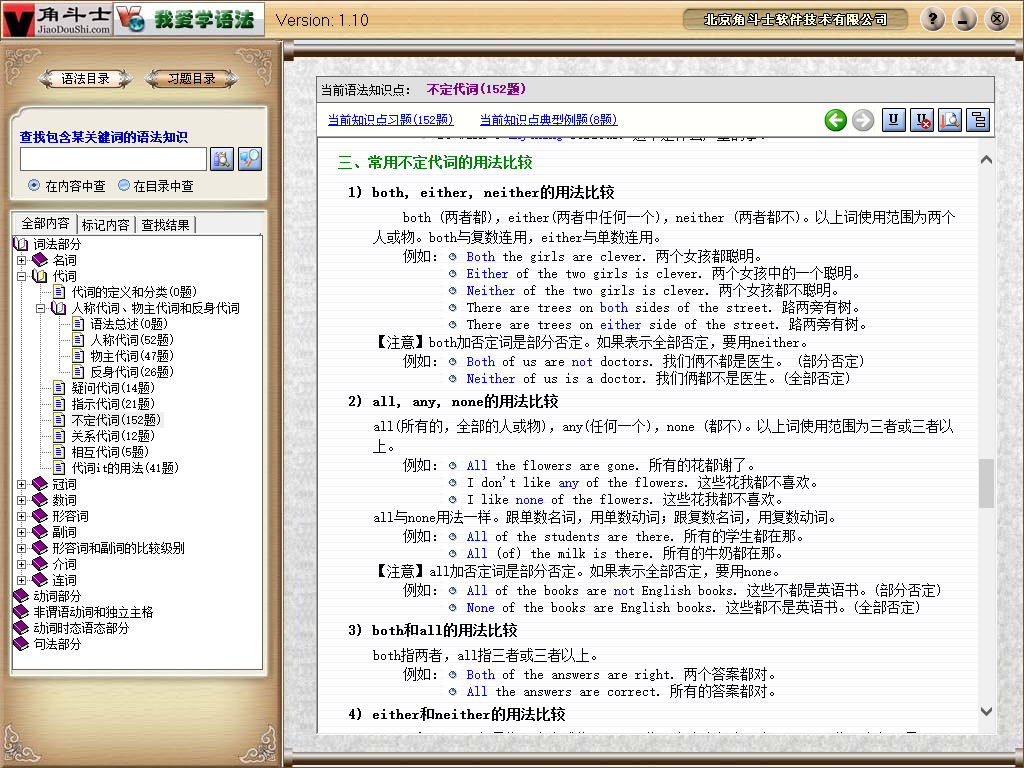 角斗士
JiaoDouShi.com
我爱学语法
Version: 1.10
北京角斗士软件技术有限公司
语法目录
习题目录
查找包含某关键词的语法知识
在内容中查
在目录中查
全部内容
标记内容
查找结果
词法部分
名词
代词
代词的定义和分类(0题)
人称代词、物主代词和反身代词
语法总述(0题)
人称代词(52题)
物主代词(47题)
反身代词(26题)
疑问代词(14题)
指示代词(21题)
不定代词(152题)
关系代词(12题)
相互代词(5题)
代词it的用法(41题)
冠词
数词
形容词
副词
形容词和副词的比较级别
介词
连词
动词部分
非谓语动词和独立主格
动词时态语态部分
句法部分
当前语法知识点: 不定代词(152题)
当前知识点习题(152题)
当前知识点典型例题(8题)
三、常用不定代词的用法比较
1) both, either, neither的用法比较
both (两者都), either(两者中任何一个), neither (两者都不)。以上词使用范围为两个
人或物。both与复数连用, either与单数连用。
例如: Both the girls are clever. 两个女孩都聪明。
Either of the two girls is clever. 两个女孩中的一个聪明。
Neither of the two girls is clever. 两个女孩都不聪明。
There are trees on both sides of the street. 路两旁有树。
There are trees on either side of the street. 路两旁有树。
【注意】both加否定词是部分否定。如果表示全部否定, 要用neither。
例如: Both of us are not doctors. 我们俩不都是医生。 (部分否定)
Neither of us is a doctor. 我们俩都不是医生。(全部否定)
2) all, any, none的用法比较
all(所有的, 全部的人或物), any(任何一个), none (都不)。以上词使用范围为三者或三者以
上。
例如: All the flowers are gone. 所有的花都谢了。
I don't like any of the flowers. 这些花我都不喜欢。
I like none of the flowers. 这些花我都不喜欢。
all与none用法一样。跟单数名词, 用单数动词; 跟复数名词, 用复数动词。
例如: All of the students are there. 所有的学生都在那。
All (of) the milk is there. 所有的牛奶都在那。
【注意】all加否定词是部分否定。如果表示全部否定, 要用none。
例如: All of the books are not English books. 这些不都是英语书。(部分否定)
None of the books are English books. 这些都不是英语书。(全部否定)
3) both和all的用法比较
both指两者, all指三者或三者以上。
例如: Both of the answers are right. 两个答案都对。
All the answers are correct. 所有的答案都对。
4) either和neither的用法比较